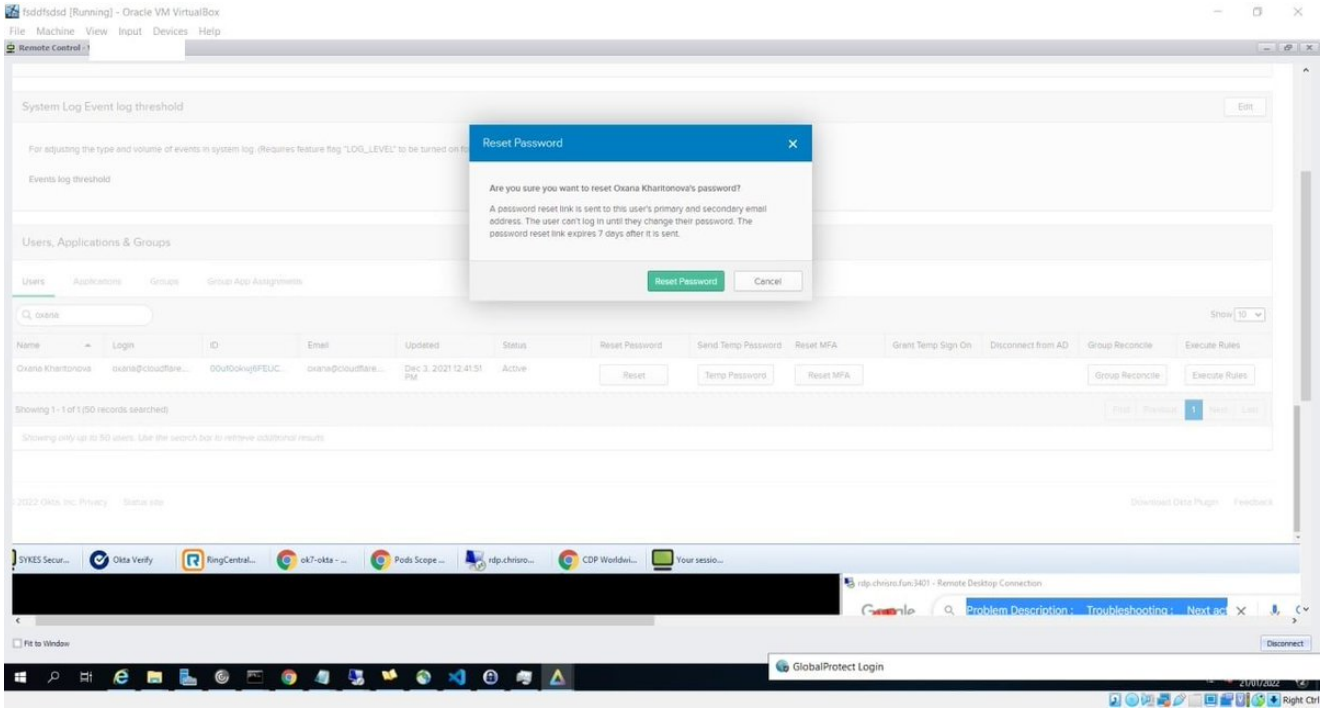 fsddfsdsd [Running] - Oracle VM VirtualBox
File Machine View Input Devices Help
Remote Control -
System Log Event log threshold
Edit
For adjusting the type and volume of events in system log. (Requires feature flag "LOG_LEVEL" to be turned on
Events log threshold
Reset Password
Are you sure you want to reset Oxana Kharitonova's password?
A password reset link is sent to this user's primary and secondary email
address. The user can't log in until they change their password. The
password reset link expires 7 days after it is sent.
Reset Password Cancel
Users, Applications & Groups
Users Applications Groups Group App Assignments
oxana
Show 10
Name Login ID Email Updated Status Reset Password Send Temp Password Reset MFA Grant Temp Sign On Disconnect from AD Group Reconcile Execute Rules
Oxana Kharitonova oxana@cloudflare... oxana@cloudflare... Dec 3, 2021 12:41:51 PM Active Reset Temp Password Reset MFA Group Reconcile Execute Rules
Showing 1 - 1 of 1 (50 records searched)
First Previous 1 Next Last
Showing only up to 50 users. Use the search bar to retrieve additional results
2022 Okta, Inc. Privacy Status site Download Okta Plugin Feedback
SYKES Secur... Okta Verify RingCentral... ok7-okta - ... Pods Scope ... rdp.chrisro... CDP Worldwi... Your sessio...
rdp.chrisro.fun:3401 - Remote Desktop Connection
Google Problem Description : Troubleshooting : Next act
Fit to Window
Disconnect
GlobalProtect Login
21/01/2022
Right Ctrl